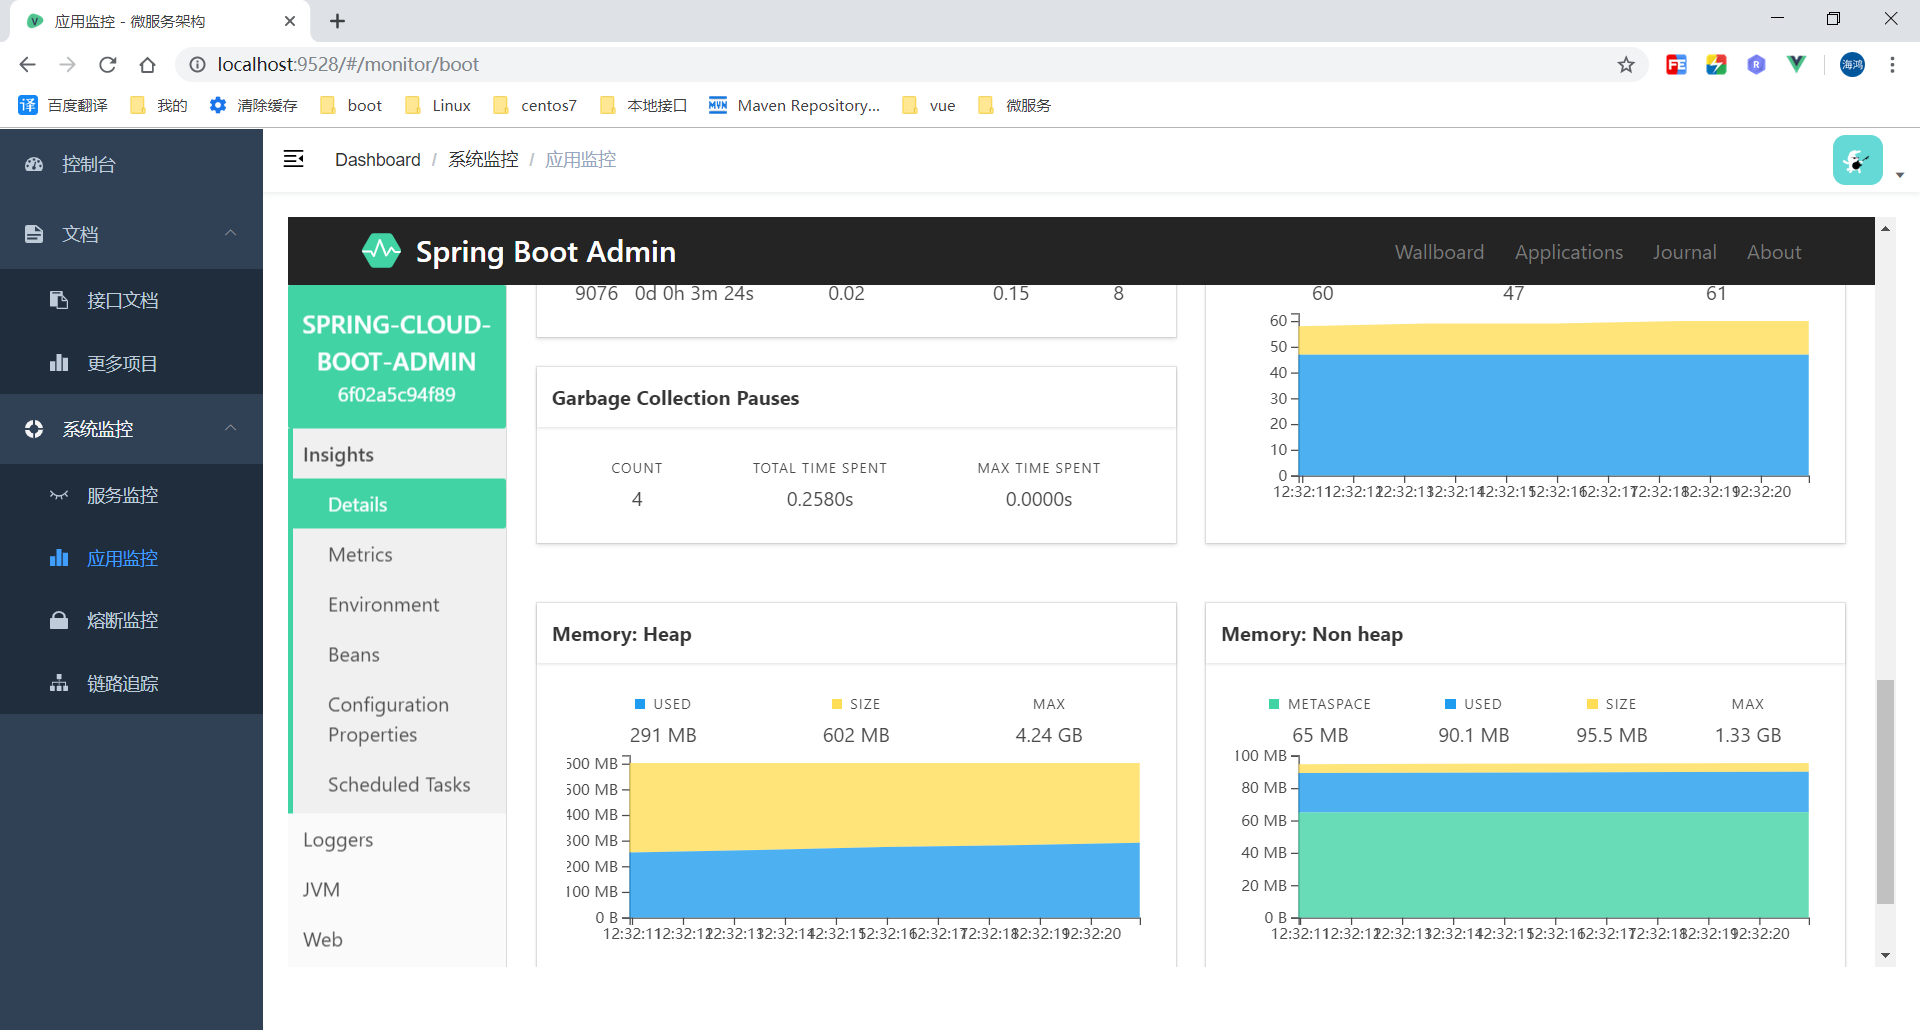 应用监控 - 微服务架构
localhost:9528/#/monitor/boot
海鸿
译 百度翻译 我的 清除缓存 boot Linux centos7 本地接口 MVN Maven Repository... vue 微服务
控制台
文档
接口文档
更多项目
系统监控
服务监控
应用监控
熔断监控
链路追踪
Dashboard / 系统监控 / 应用监控
Spring Boot Admin
Wallboard Applications Journal About
SPRING-CLOUD-
BOOT-ADMIN
6f02a5c94f89
Insights
Details
Metrics
Environment
Beans
Configuration
Properties
Scheduled Tasks
Loggers
JVM
Web
9076 0d 0h 3m 24s 0.02 0.15 8
Garbage Collection Pauses
COUNT TOTAL TIME SPENT MAX TIME SPENT
4 0.2580s 0.0000s
60 47 61
60
50
40
30
20
10
0
12:32:11 12:32:12 12:32:13 12:32:14 12:32:15 12:32:16 12:32:17 12:32:18 12:32:19 12:32:20
Memory: Heap
USED SIZE MAX
291 MB 602 MB 4.24 GB
600 MB
500 MB
400 MB
300 MB
200 MB
100 MB
0 B
12:32:11 12:32:12 12:32:13 12:32:14 12:32:15 12:32:16 12:32:17 12:32:18 12:32:19 12:32:20
Memory: Non heap
METASPACE USED SIZE MAX
65 MB 90.1 MB 95.5 MB 1.33 GB
100 MB
80 MB
60 MB
40 MB
20 MB
0 B
12:32:11 12:32:12 12:32:13 12:32:14 12:32:15 12:32:16 12:32:17 12:32:18 12:32:19 12:32:20